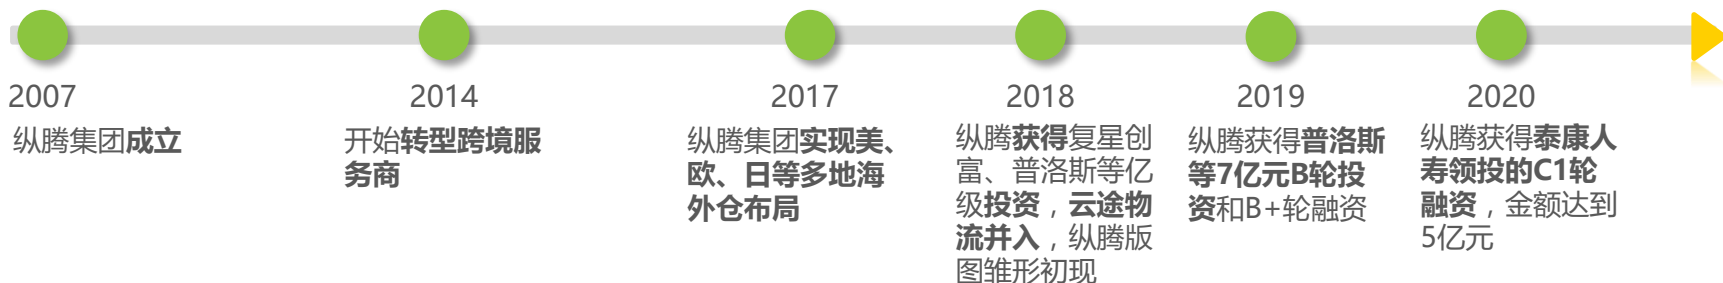 2007
纵腾集团成立
2014
开始转型跨境服
务商
2017
纵腾集团实现美、
欧、日等多地海
外仓布局
2018
纵腾获得复星创
富、普洛斯等亿
级投资，云途物
流并入，纵腾版
图雏形初现
2019
纵腾获得普洛斯
等7亿元B轮投
资和B+轮融资
2020
纵腾获得泰康人
寿领投的C1轮
融资，金额达到
5亿元